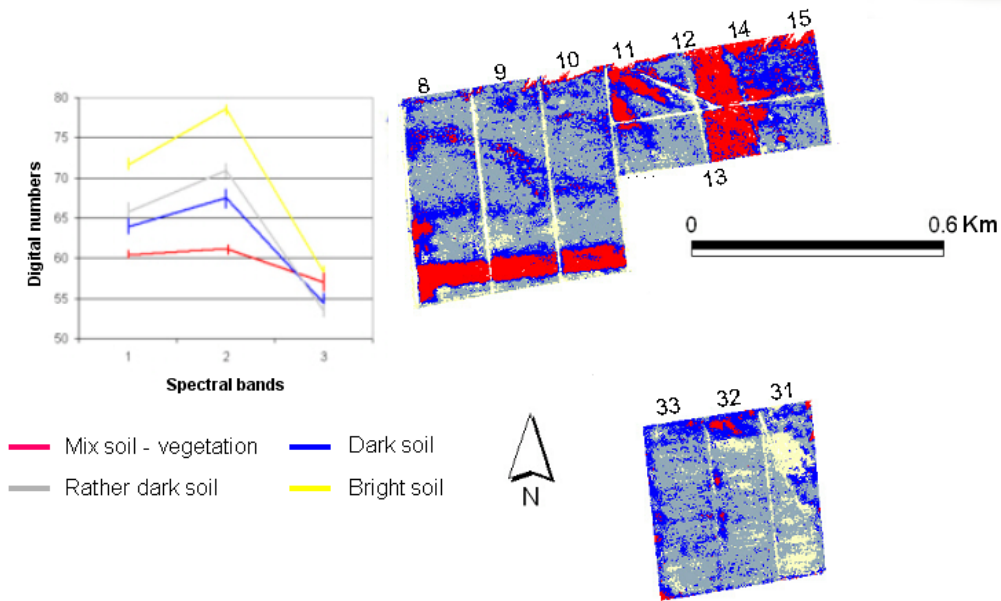 8 9 10 11 12 14 15
13
80
75
70
65
60
55
50
Digital numbers
1 2 3
Spectral bands
0 0.6 Km
33 32 31
Mix soil - vegetation Dark soil
Rather dark soil Bright soil
N